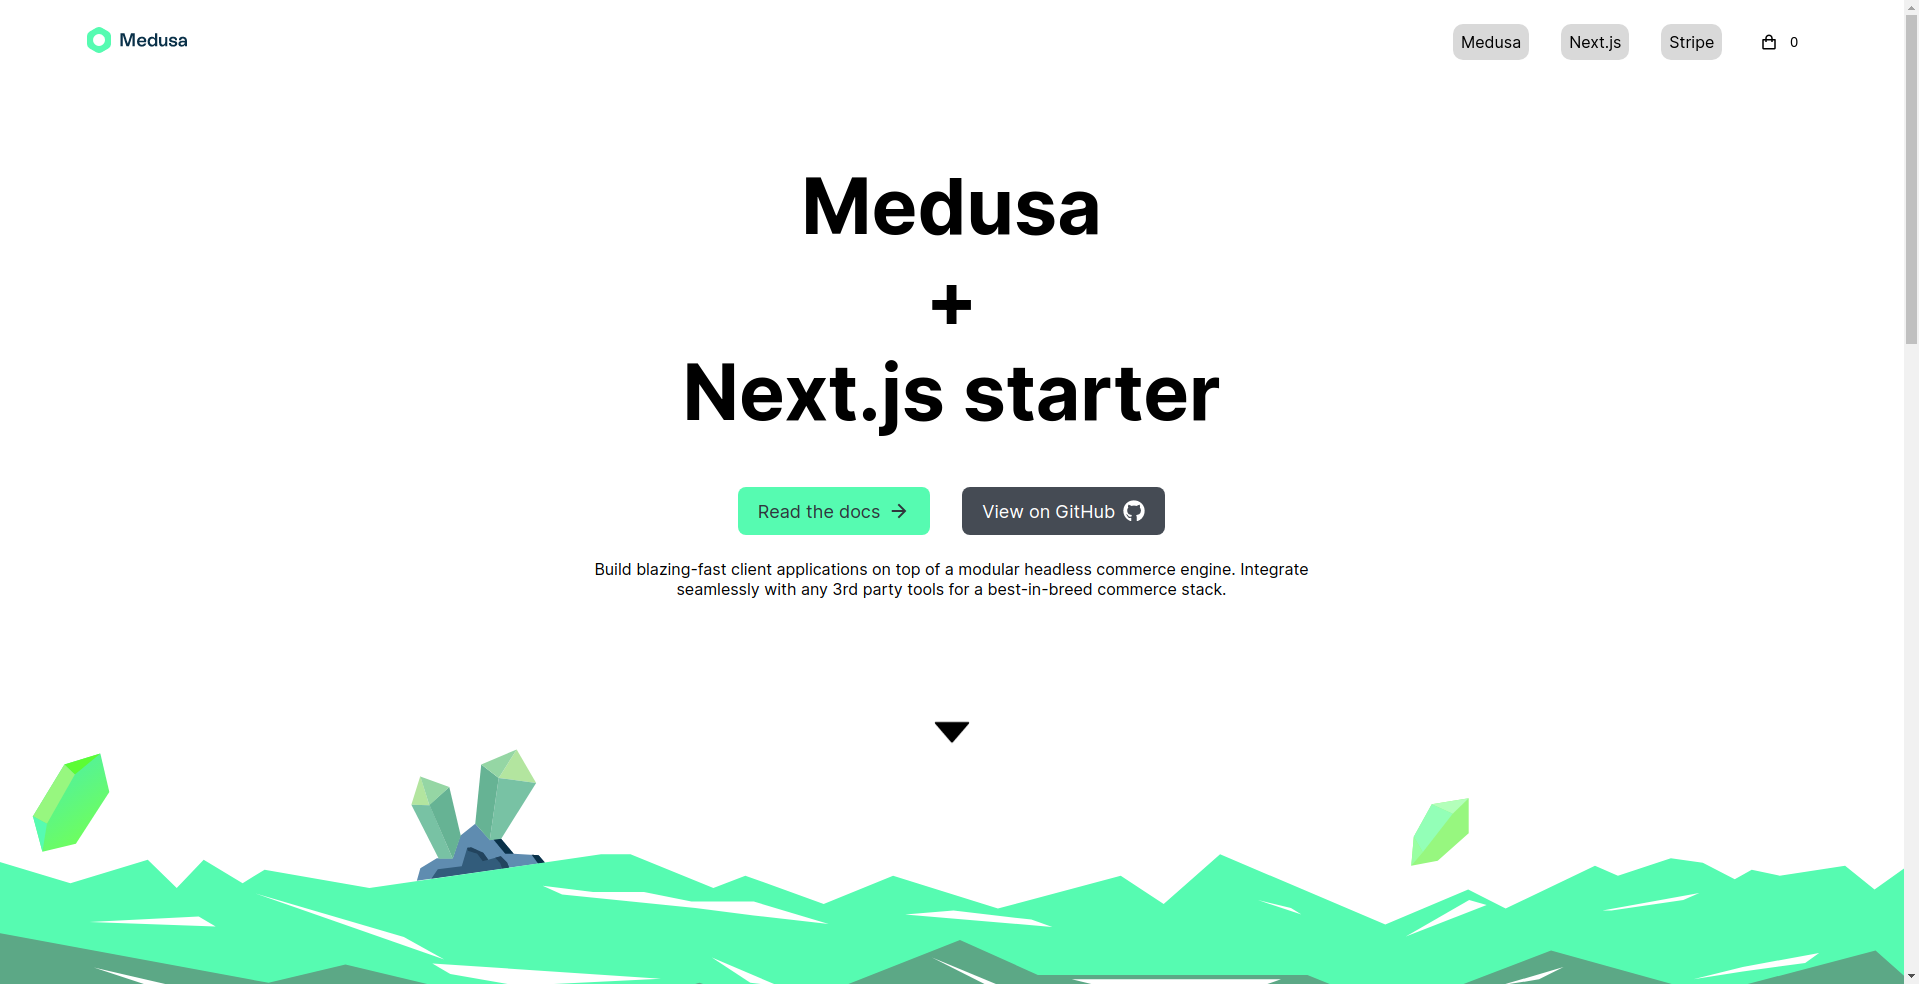 Medusa
Medusa
Next.js
Stripe
0
Medusa
+
Next.js starter
Read the docs
View on GitHub
Build blazing-fast client applications on top of a modular headless commerce engine. Integrate
seamlessly with any 3rd party tools for a best-in-breed commerce stack.